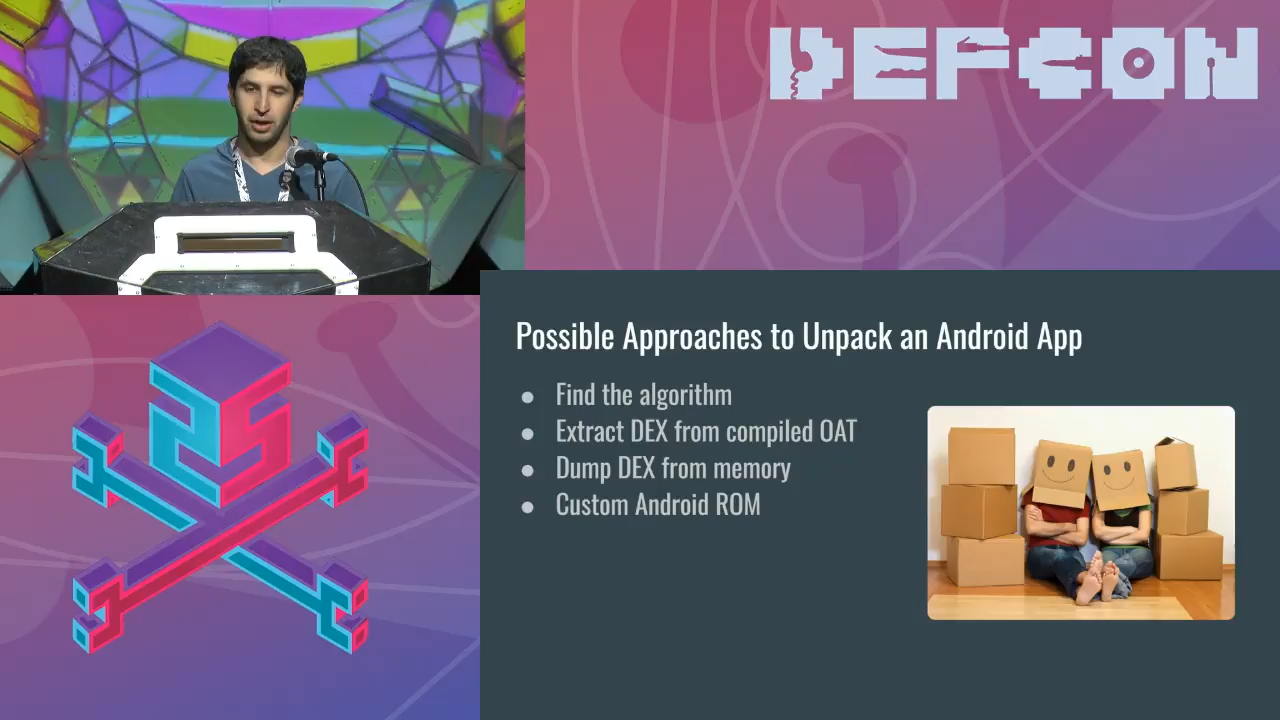 DEFCON
25
Possible Approaches to Unpack an Android App
● Find the algorithm
● Extract DEX from compiled OAT
● Dump DEX from memory
● Custom Android ROM